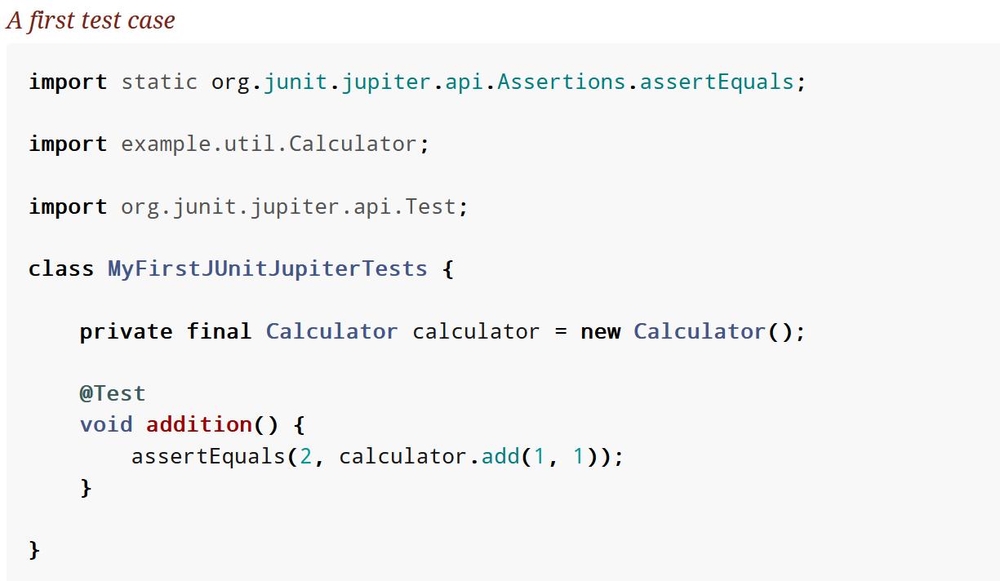 A first test case
import static org.junit.jupiter.api.Assertions.assertEquals;
import example.util.Calculator;
import org.junit.jupiter.api.Test;
class MyFirstJUnitJupiterTests {
    private final Calculator calculator = new Calculator();
    @Test
    void addition() {
        assertEquals(2, calculator.add(1, 1));
    }
}